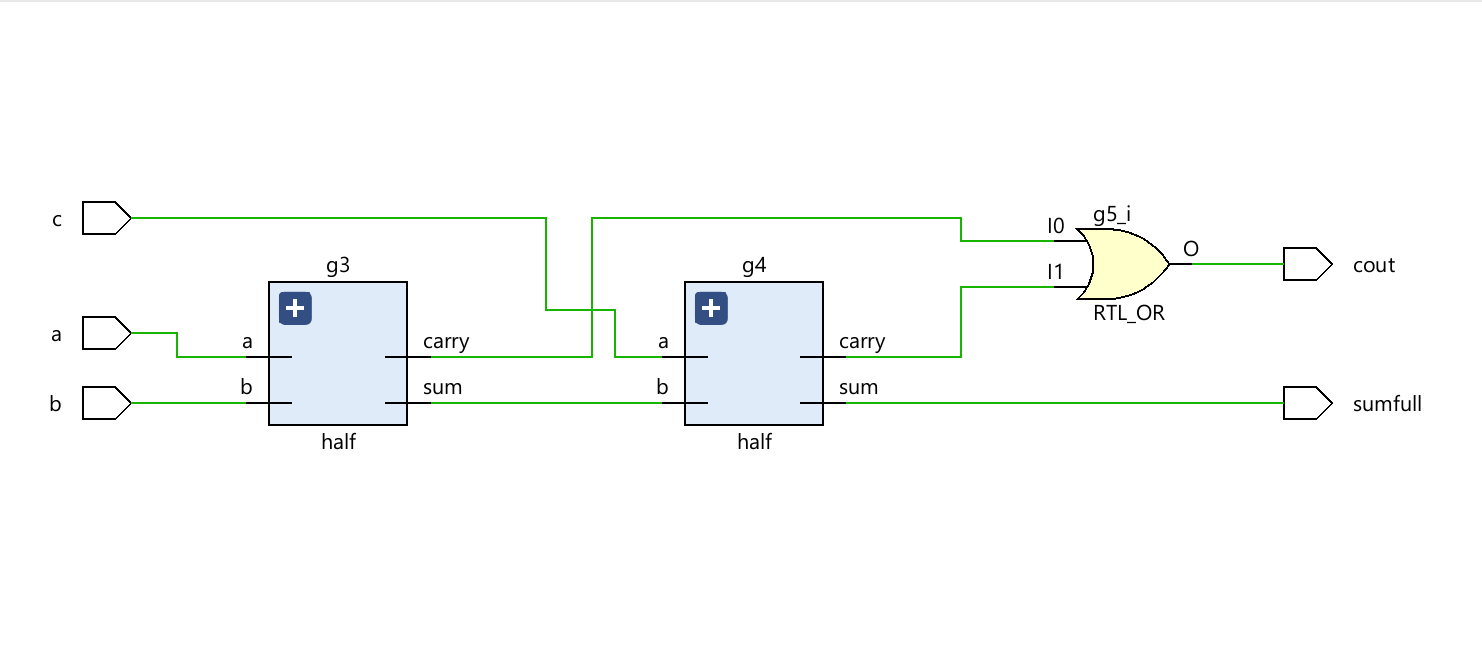 c
a
b
g3
a
b
carry
sum
half
g4
a
b
carry
sum
half
I0
I1
g5_i
O
RTL_OR
cout
sumfull